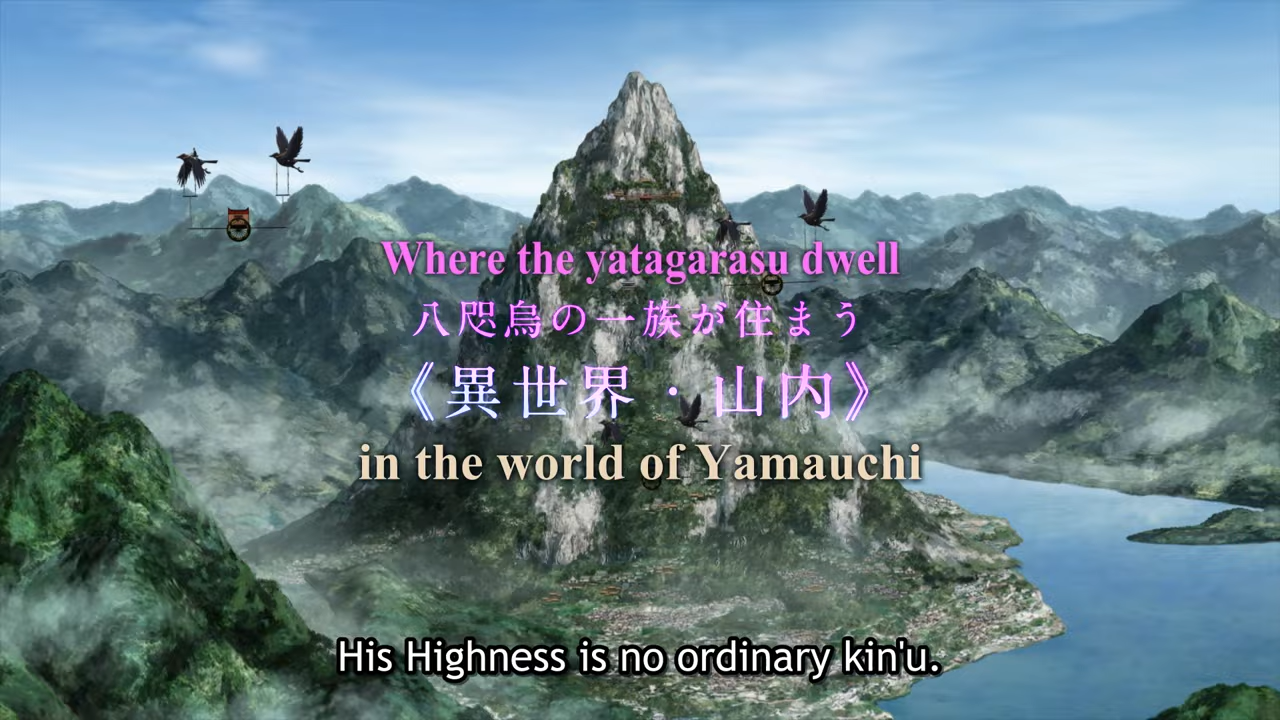 Where the yatagarasu dwell
八咫烏の一族が住まう
《異世界・山内》
in the world of Yamauchi
His Highness is no ordinary kin'u.